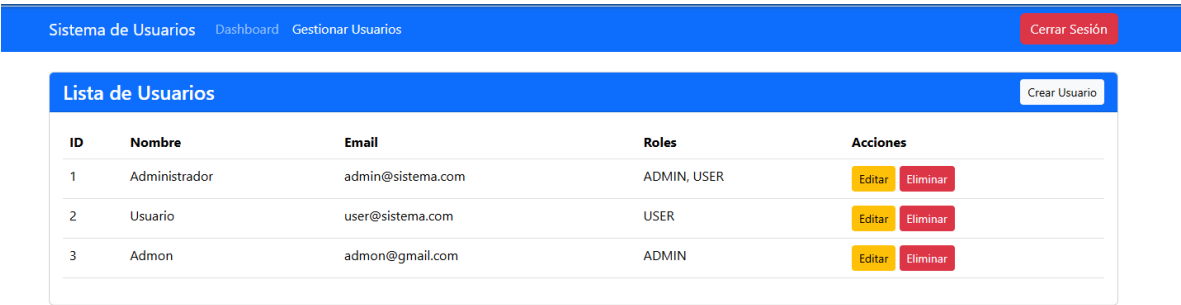 Sistema de Usuarios Dashboard Gestionar Usuarios Cerrar Sesión
Lista de Usuarios Crear Usuario
ID Nombre Email Roles Acciones
1 Administrador admin@sistema.com ADMIN, USER Editar Eliminar
2 Usuario user@sistema.com USER Editar Eliminar
3 Admon admon@gmail.com ADMIN Editar Eliminar